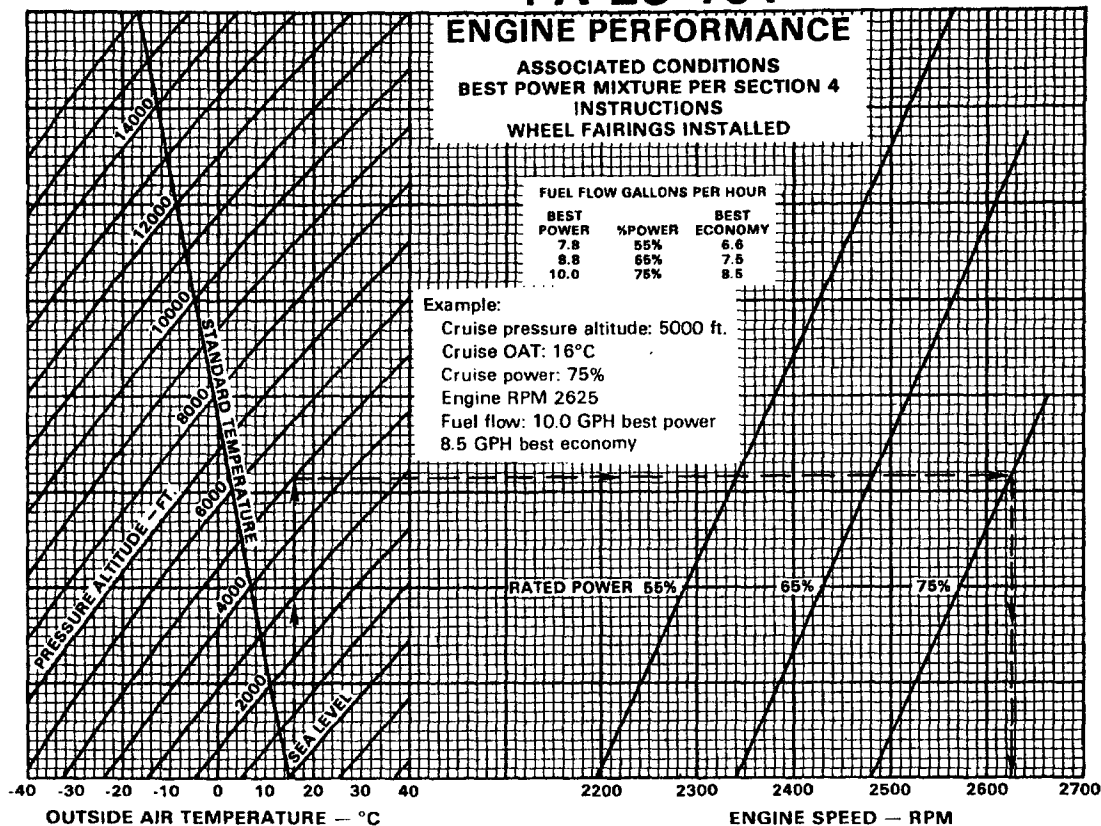 ENGINE PERFORMANCE
ASSOCIATED CONDITIONS
BEST POWER MIXTURE PER SECTION 4
INSTRUCTIONS
WHEEL FAIRINGS INSTALLED
FUEL FLOW GALLONS PER HOUR
BEST POWER %POWER BEST ECONOMY
7.8 55% 6.6
8.8 65% 7.5
10.0 75% 8.5
Example:
Cruise pressure altitude: 5000 ft.
Cruise OAT: 16°C
Cruise power: 75%
Engine RPM 2625
Fuel flow: 10.0 GPH best power
8.5 GPH best economy
14000
12000
10000
8000
6000
4000
2000
SEA LEVEL
STANDARD TEMPERATURE
PRESSURE ALTITUDE – FT.
RATED POWER 55% 65% 75%
-40 -30 -20 -10 0 10 20 30 40 2200 2300 2400 2500 2600 2700
OUTSIDE AIR TEMPERATURE — °C ENGINE SPEED — RPM